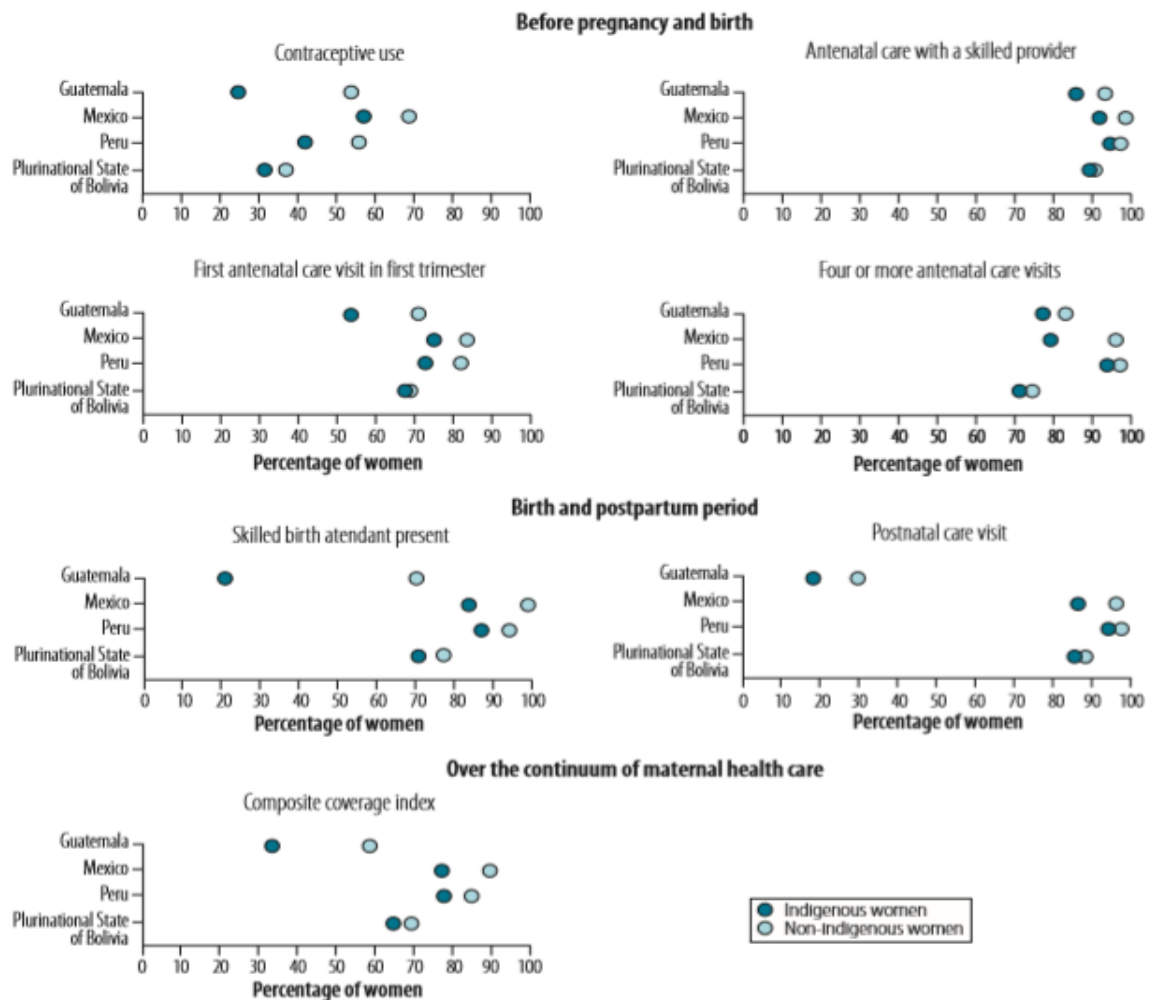 Before pregnancy and birth
Contraceptive use
Guatemala
Mexico
Peru
Plurinational State
of Bolivia
0 10 20 30 40 50 60 70 80 90 100
Antenatal care with a skilled provider
Guatemala
Mexico
Peru
Plurinational State
of Bolivia
0 10 20 30 40 50 60 70 80 90 100
First antenatal care visit in first trimester
Guatemala
Mexico
Peru
Plurinational State
of Bolivia
0 10 20 30 40 50 60 70 80 90 100
Percentage of women
Four or more antenatal care visits
Guatemala
Mexico
Peru
Plurinational State
of Bolivia
0 10 20 30 40 50 60 70 80 90 100
Percentage of women
Birth and postpartum period
Skilled birth atendant present
Guatemala
Mexico
Peru
Plurinational State
of Bolivia
0 10 20 30 40 50 60 70 80 90 100
Percentage of women
Postnatal care visit
Guatemala
Mexico
Peru
Plurinational State
of Bolivia
0 10 20 30 40 50 60 70 80 90 100
Percentage of women
Over the continuum of maternal health care
Composite coverage index
Guatemala
Mexico
Peru
Plurinational State
of Bolivia
0 10 20 30 40 50 60 70 80 90 100
Percentage of women
Indigenous women
Non-indigenous women